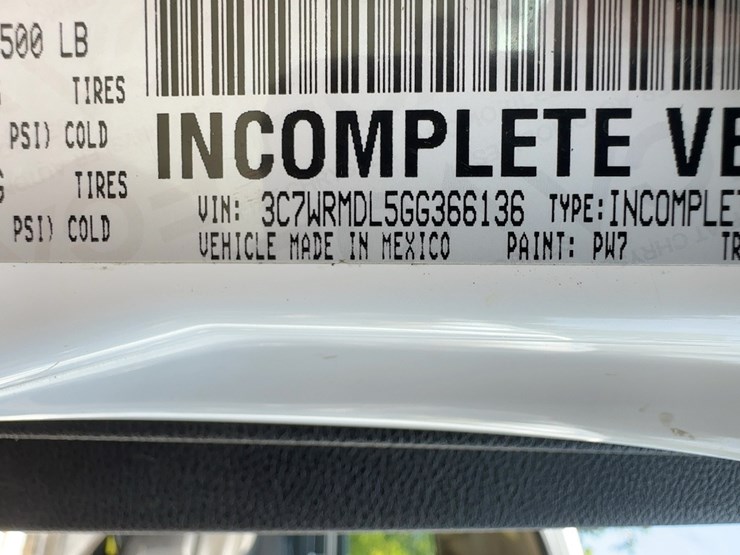 500 LB
TIRES
PSI) COLD
INCOMPLETE VE
TIRES
VIN: 3C7WRMDL5GG366136 TYPE: INCOMPLET
PSI) COLD
VEHICLE MADE IN MEXICO PAINT: PW7 TR